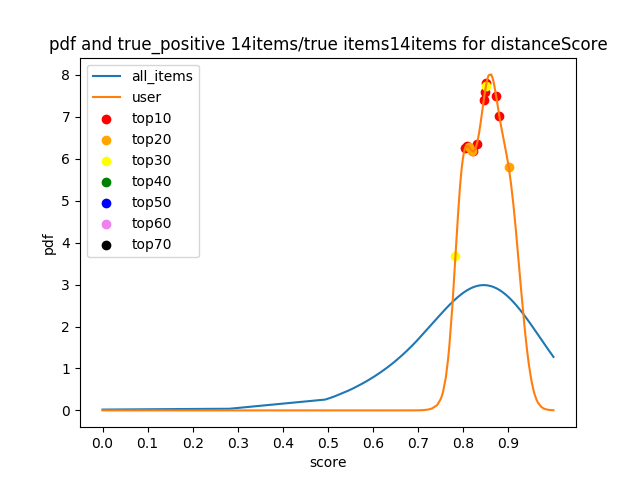 pdf and true_positive 14items/true items14items for distanceScore
all_items
user
top10
top20
top30
top40
top50
top60
top70
pdf
8
7
6
5
4
3
2
1
0
0.0 0.1 0.2 0.3 0.4 0.5 0.6 0.7 0.8 0.9
score